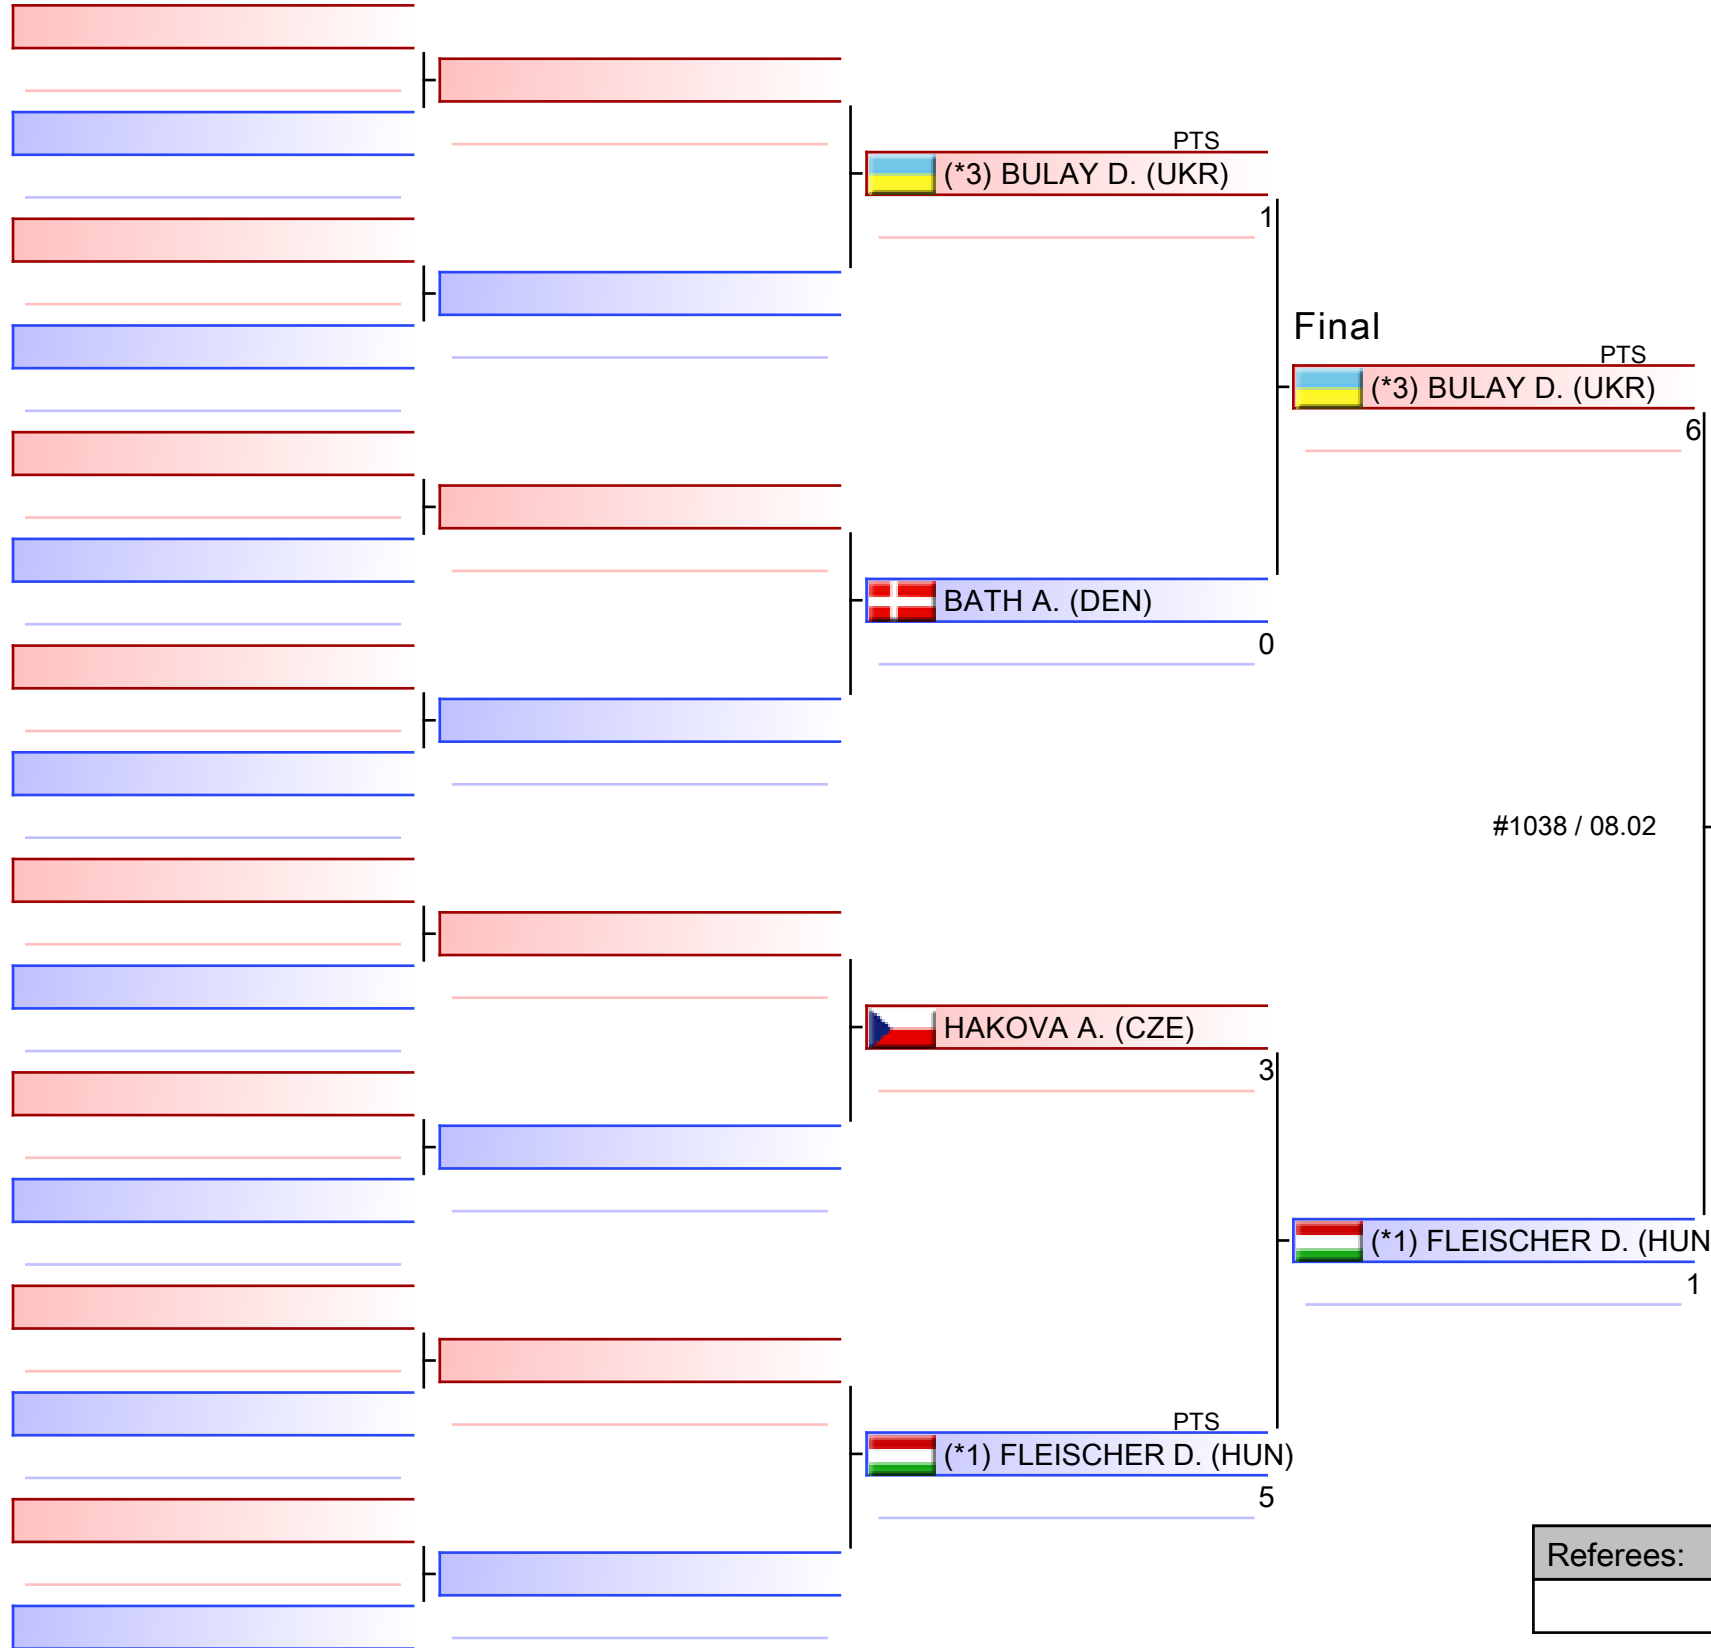 PTS
(*3) BULAY D. (UKR)
1
Final
PTS
(*3) BULAY D. (UKR)
6
BATH A. (DEN)
0
#1038 / 08.02
HAKOVA A. (CZE)
3
(*1) FLEISCHER D. (HUN
1
PTS
(*1) FLEISCHER D. (HUN)
5
Referees: